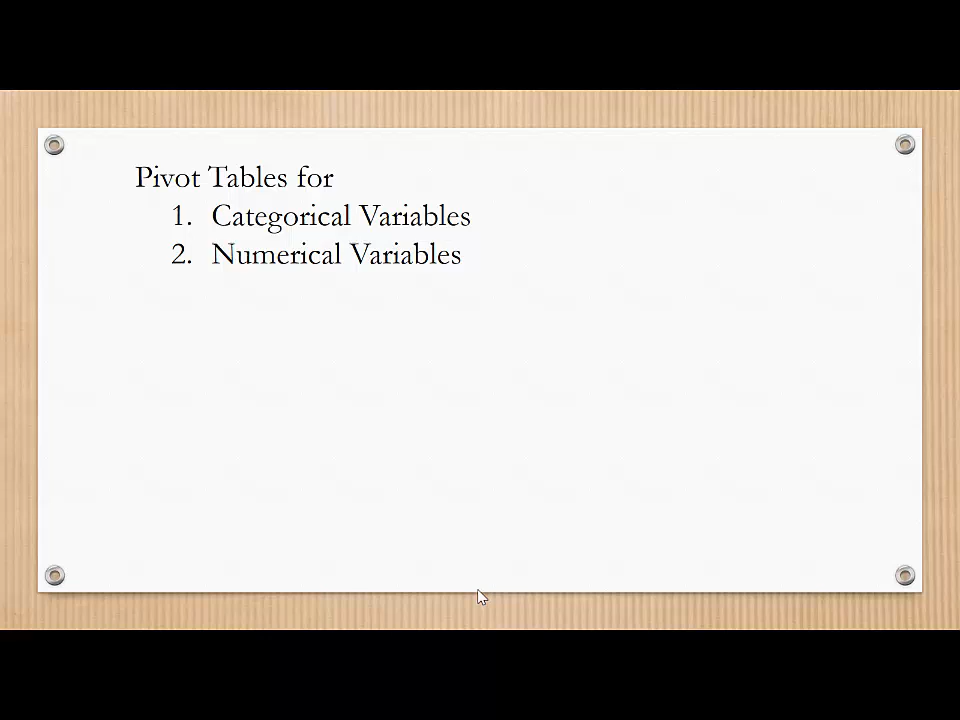 Pivot Tables for
1. Categorical Variables
2. Numerical Variables